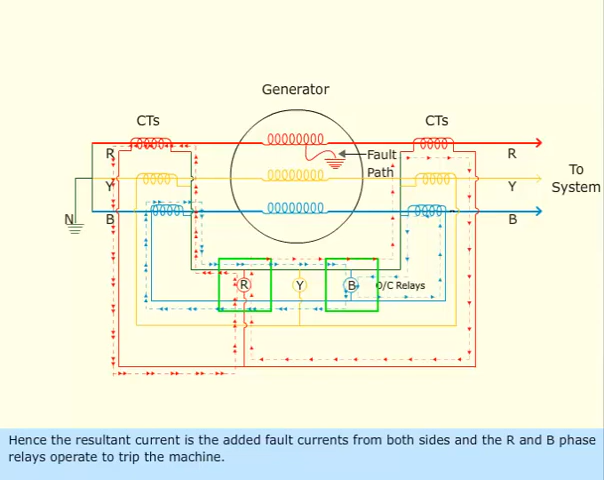 Generator
CTs
CTs
R
Fault
R
Path
To
Y
Y
System
N
B
B
R
Y
B
O/C Relays
Hence the resultant current is the added fault currents from both sides and the R and B phase
relays operate to trip the machine.